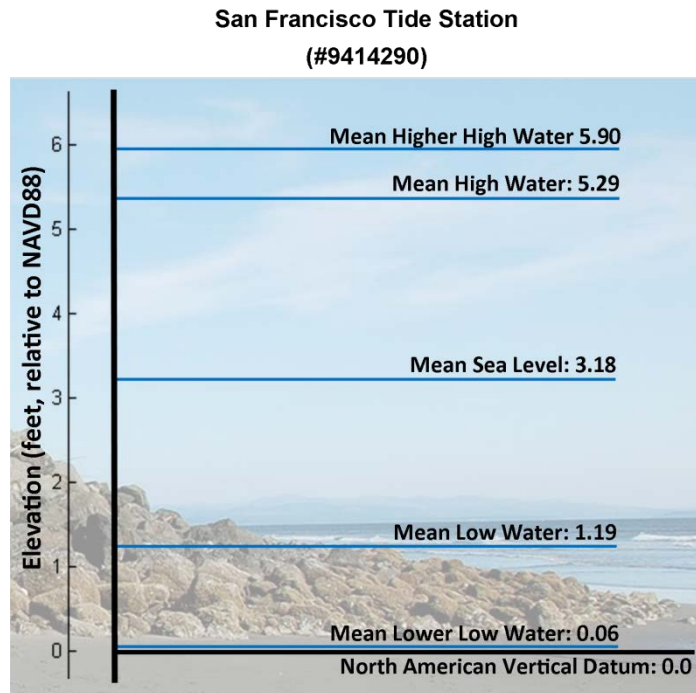 San Francisco Tide Station
(#9414290)
Elevation (feet, relative to NAVD88)
6
5
4
3
2
1
0
Mean Higher High Water 5.90
Mean High Water: 5.29
Mean Sea Level: 3.18
Mean Low Water: 1.19
Mean Lower Low Water: 0.06
North American Vertical Datum: 0.0